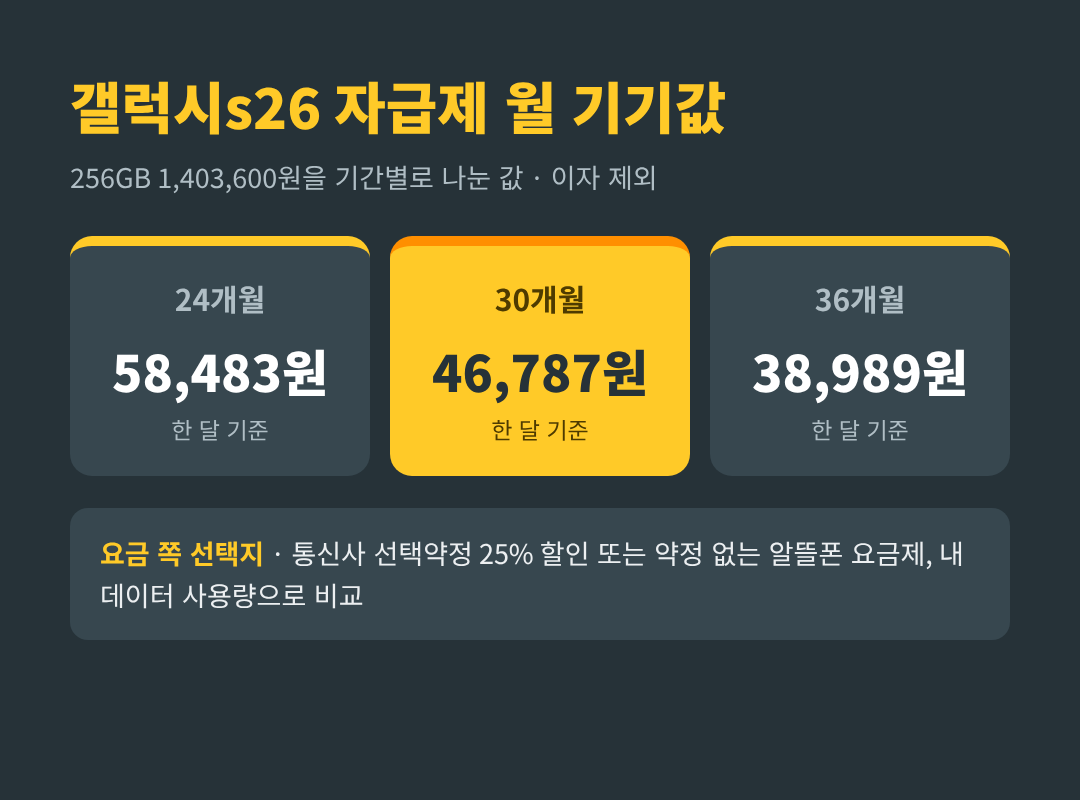 갤럭시s26 자급제 월 기기값
256GB 1,403,600원을 기간별로 나눈 값 · 이자 제외
24개월
58,483원
한 달 기준
30개월
46,787원
한 달 기준
36개월
38,989원
한 달 기준
요금 쪽 선택지 · 통신사 선택약정 25% 할인 또는 약정 없는 알뜰폰 요금제, 내
데이터 사용량으로 비교